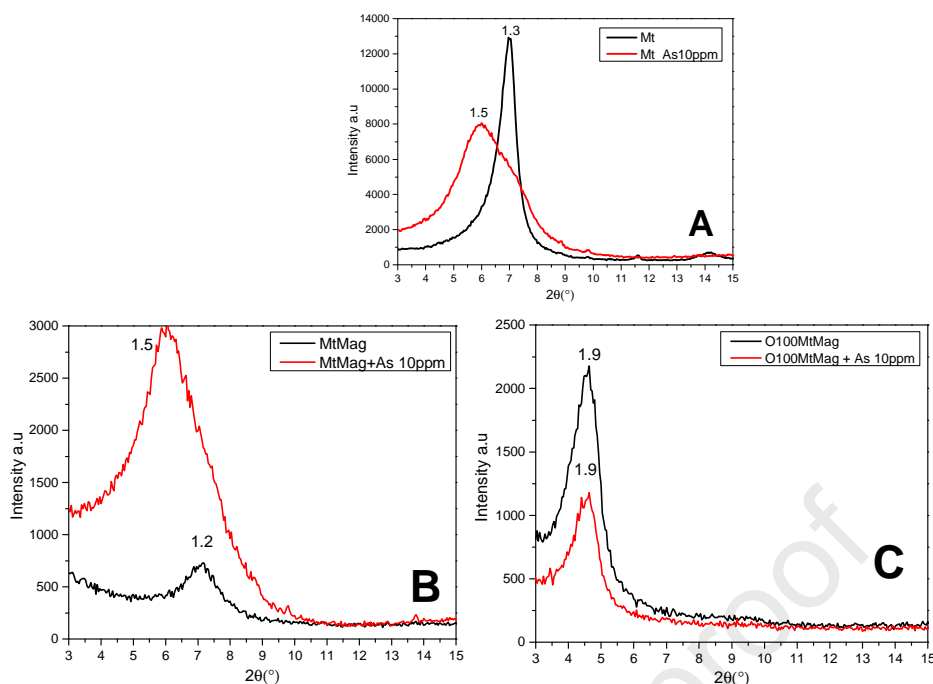 14000
12000
10000
8000
6000
4000
2000
0
Intensity a.u
1.3
1.5
Mt
Mt As10ppm
A
3 4 5 6 7 8 9 10 11 12 13 14 15
2θ(°)
3000
2500
2000
1500
1000
500
0
Intensity a.u
1.5
1.2
MtMag
MtMag+As 10ppm
B
3 4 5 6 7 8 9 10 11 12 13 14 15
2θ(°)
2500
2000
1500
1000
500
0
Intensity a.u
1.9
1.9
O100MtMag
O100MtMag + As 10ppm
C
3 4 5 6 7 8 9 10 11 12 13 14 15
2θ(°)
proof